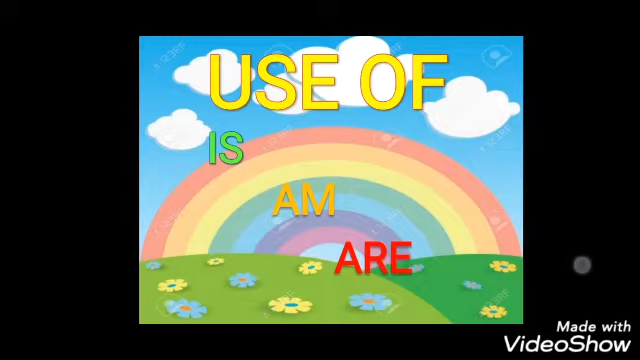 USE OF
IS
AM
ARE
Made with
VideoShow